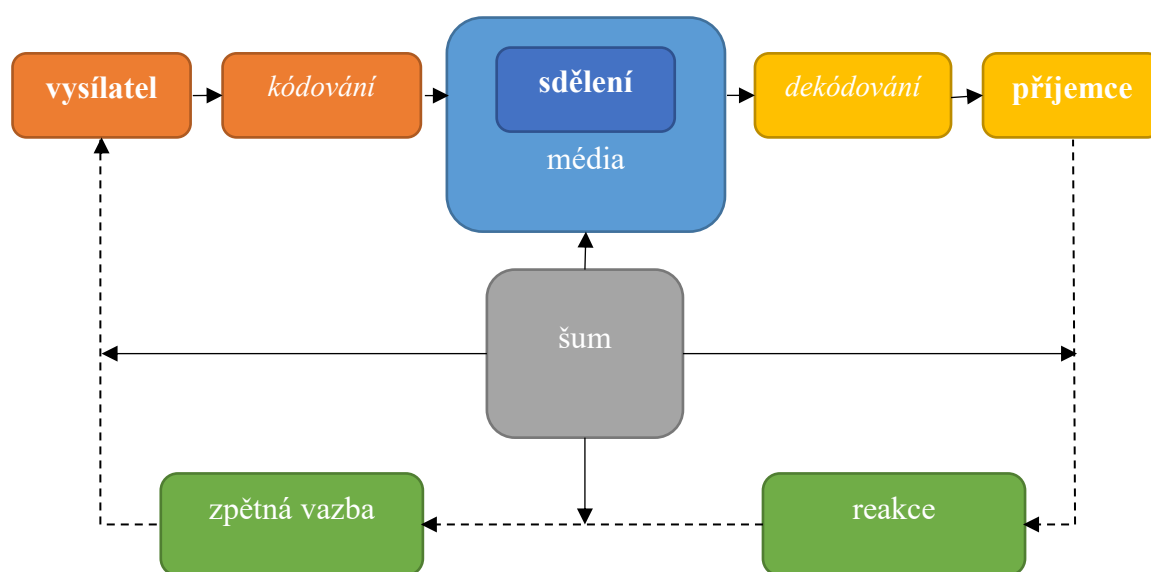 vysílatel
kódování
sdělení
média
dekódování
příjemce
šum
zpětná vazba
reakce